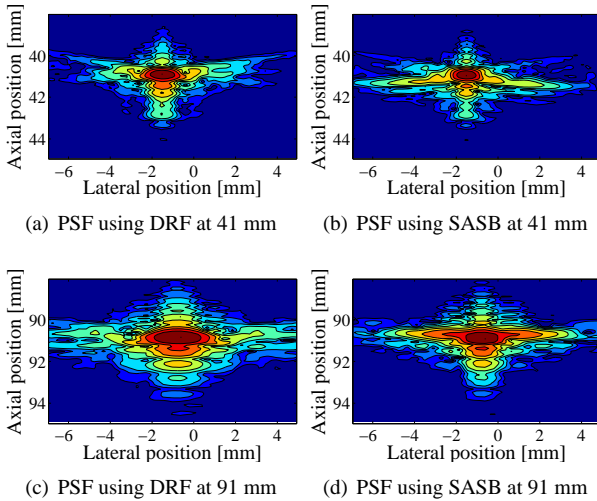 Axial position [mm]
40
42
44
−6 −4 −2 0 2 4
Lateral position [mm]
(a) PSF using DRF at 41 mm
Axial position [mm]
40
42
44
−6 −4 −2 0 2 4
Lateral position [mm]
(b) PSF using SASB at 41 mm
Axial position [mm]
90
92
94
−6 −4 −2 0 2 4
Lateral position [mm]
(c) PSF using DRF at 91 mm
Axial position [mm]
90
92
94
−6 −4 −2 0 2 4
Lateral position [mm]
(d) PSF using SASB at 91 mm